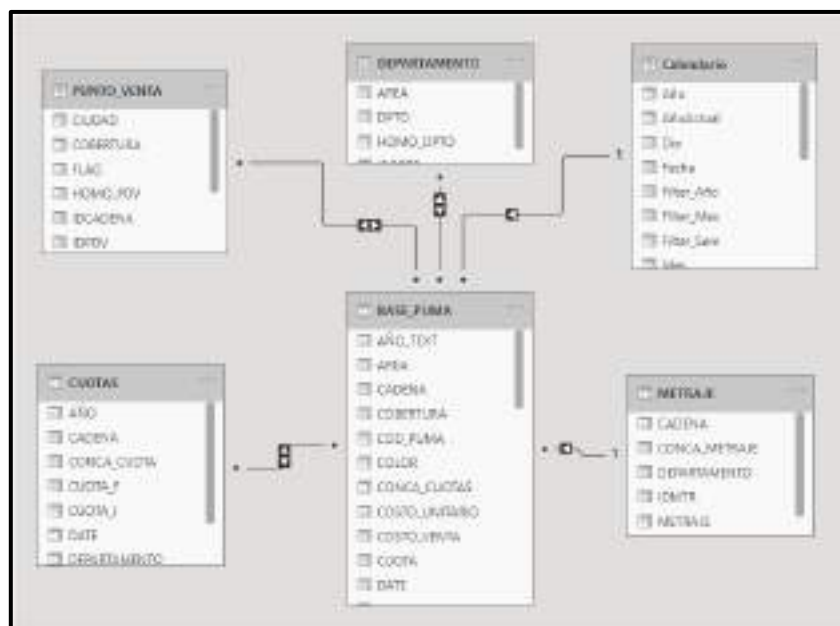 PUNTO_VENTA
CIUDAD
COBERTURA
FLAG
HOMO_PDV
IDCADENA
IDPDV
DEPARTAMENTO
AREA
DPTO
HOMO_DPTO
Calendario
Año
AñoActual
Día
Fecha
Filter_Año
Filter_Mes
Filter_Sem
Mes
CUOTAS
AÑO
CADENA
CONCA_CUOTA
CUOTA_P
CUOTA_U
DATE
DEPARTAMENTO
BASE_PUMA
AÑO_TEXT
AREA
CADENA
COBERTURA
COD_PUMA
COLOR
CONCA_CUOTAS
COSTO_UNITARIO
COSTO_VENTA
CUOTA
DATE
METRAJE
CADENA
CONCA_METRAJE
DEPARTAMENTO
IDMTR
METRAJE